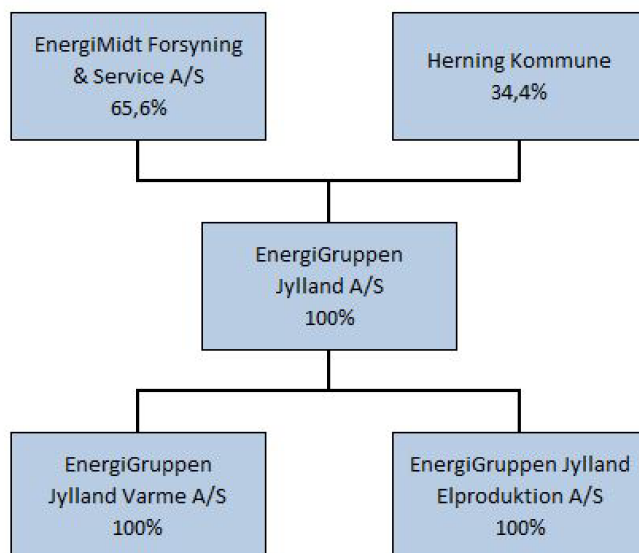 EnergiMidt Forsyning
& Service A/S
65,6%
Herning Kommune
34,4%
EnergiGruppen
Jylland A/S
100%
EnergiGruppen
Jylland Varme A/S
100%
EnergiGruppen Jylland
Elproduktion A/S
100%